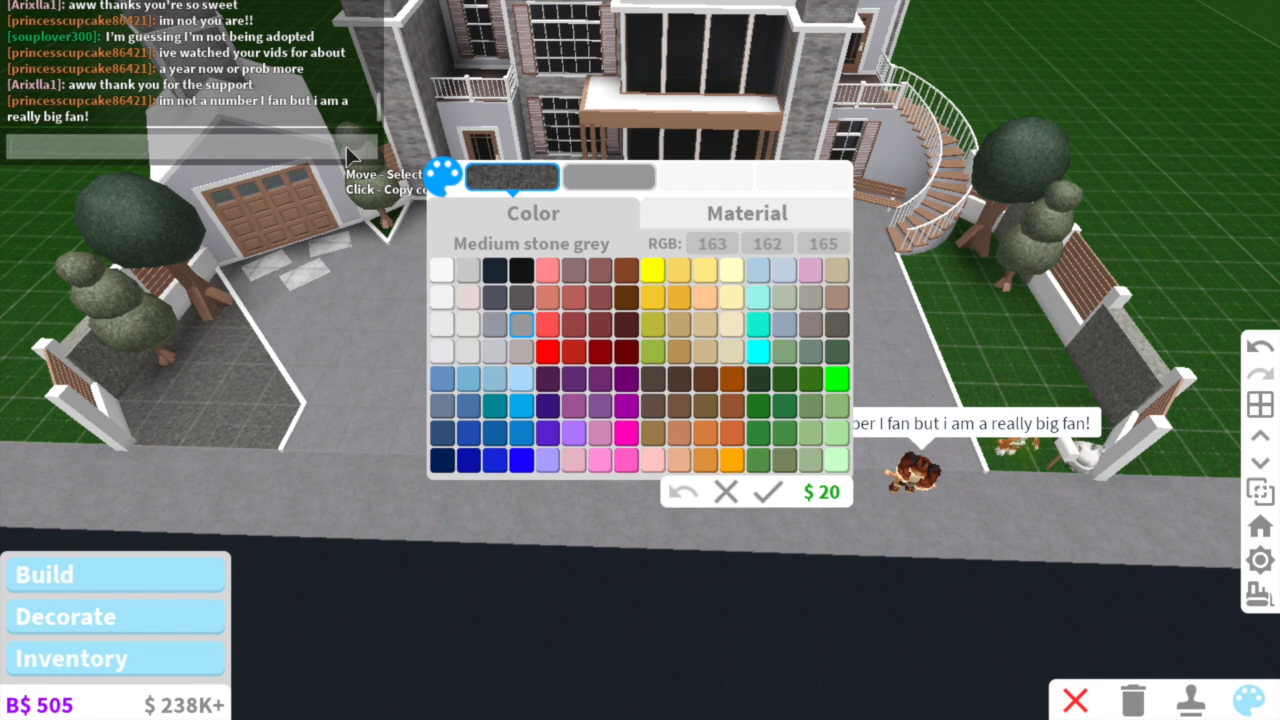 [Arixlla1]: aww thanks you're so sweet
[princesscupcake86421]: im not you are!!
[souplover300]: I'm guessing I'm not being adopted
[princesscupcake86421]: ive watched your vids for about
[princesscupcake86421]: a year now or prob more
[Arixlla1]: aww thank you for the support
[princesscupcake86421]: im not a number I fan but i am a
really big fan!
Move - Select
Click - Copy co
Color
Material
Medium stone grey
RGB: 163 162 165
ber I fan but i am a really big fan!
$ 20
Build
Decorate
Inventory
B$ 505
$ 238K+